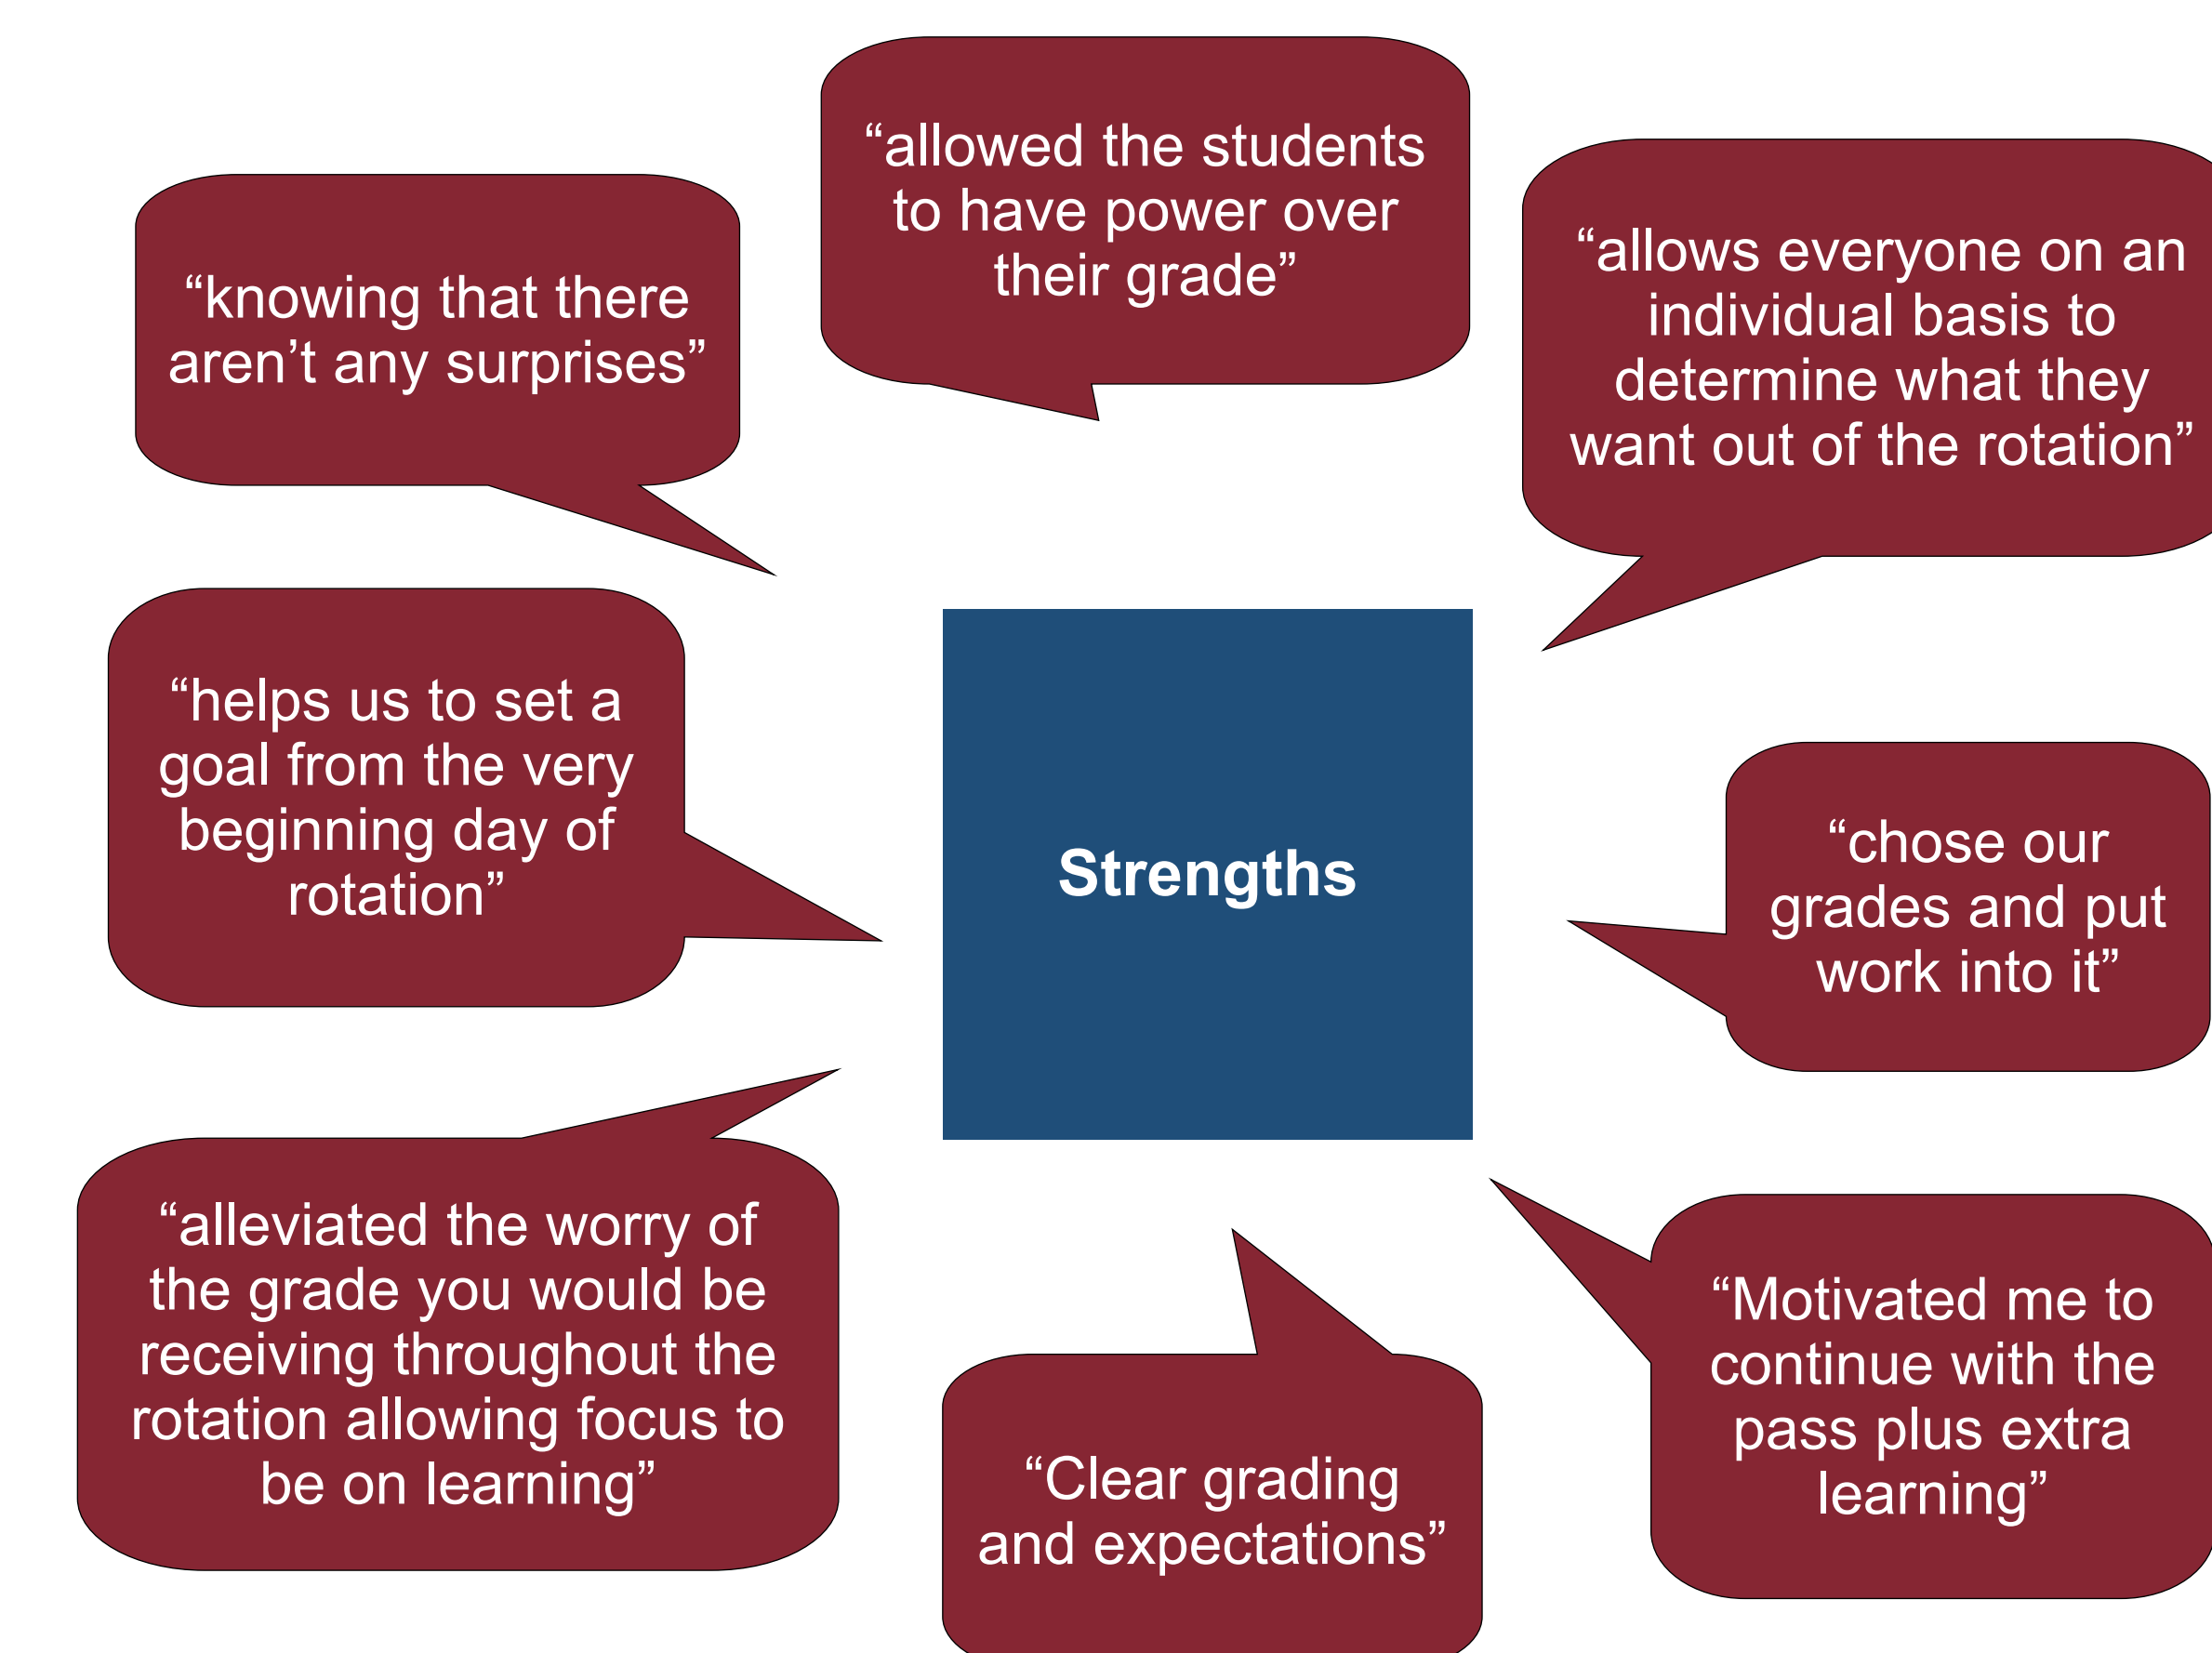 “allowed the students
to have power over
their grade”
“knowing that there
aren’t any surprises”
“allows everyone on an
individual basis to
determine what they
want out of the rotation”
“helps us to set a
goal from the very
beginning day of
rotation”
Strengths
“chose our
grades and put
work into it”
“alleviated the worry of
the grade you would be
receiving throughout the
rotation allowing focus to
be on learning”
“Clear grading
and expectations”
“Motivated me to
continue with the
pass plus extra
learning”